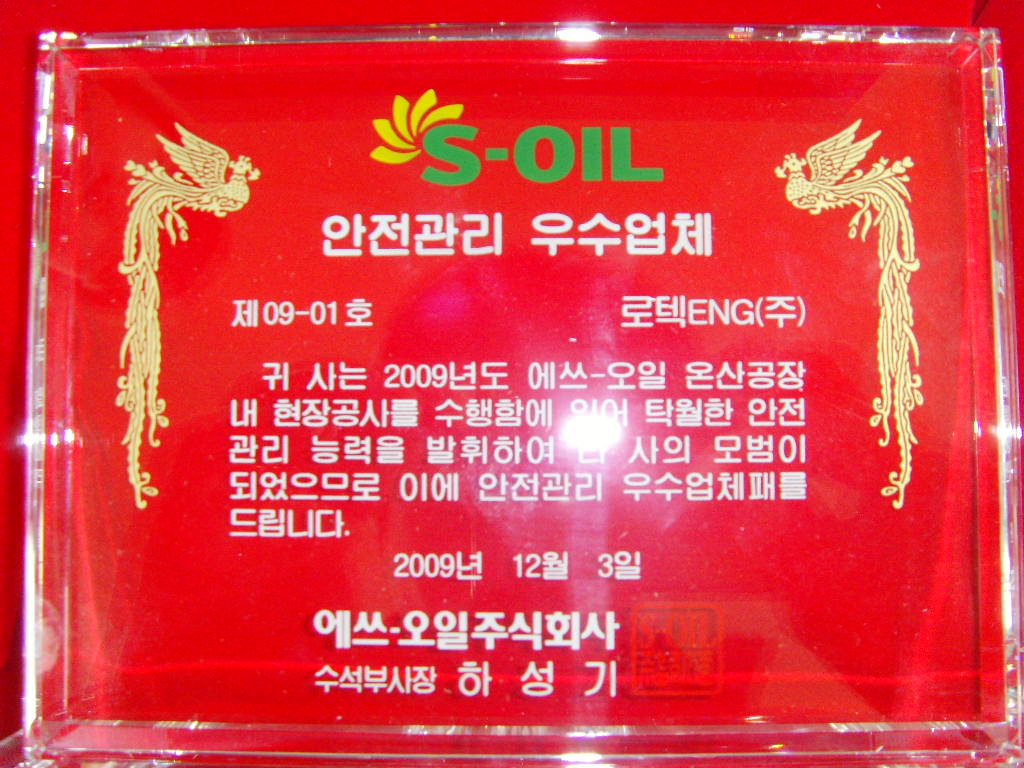 S-OIL
안전관리 우수업체
제 09-01 호 로텍ENG(주)
귀 사는 2009년도 에쓰-오일 온산공장
내 현장공사를 수행함에 있어 탁월한 안전
관리 능력을 발휘하여 사의 모범이
되었으므로 이에 안전관리 우수업체패를
드립니다.
2009년 12월 3일
에쓰-오일주식회사
수석부사장 하 성 기